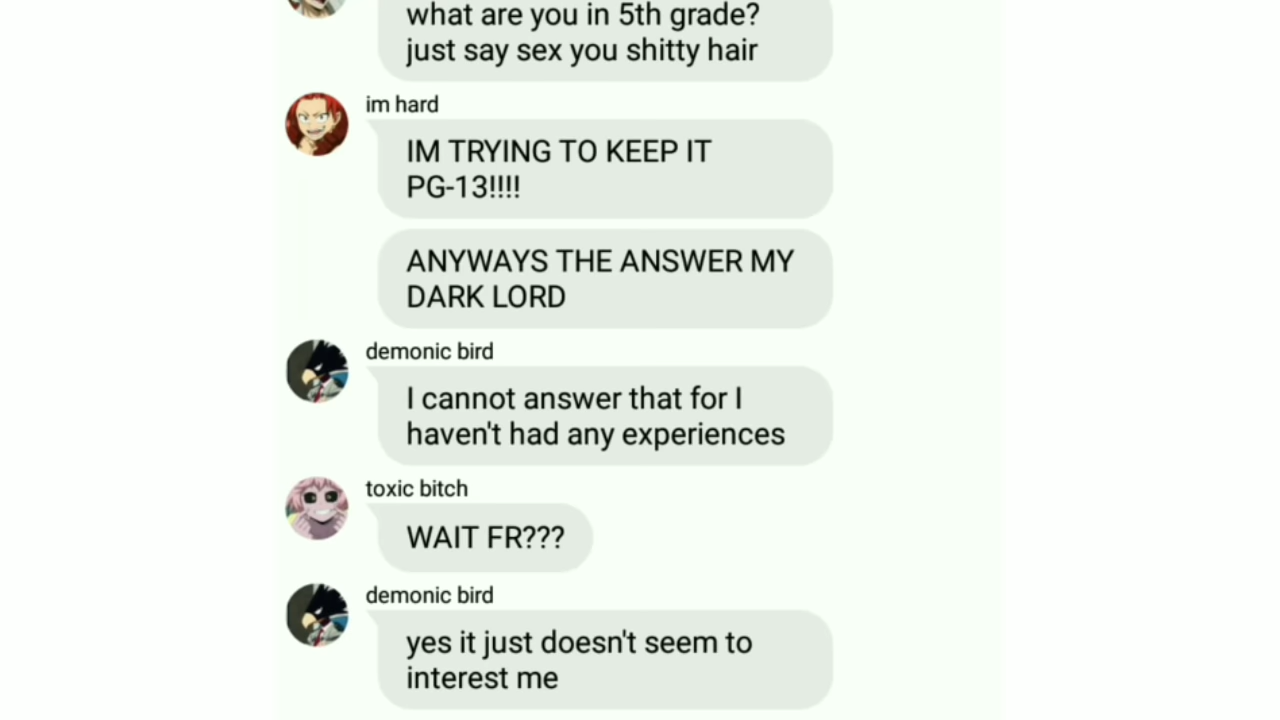 what are you in 5th grade?
just say sex you shitty hair
im hard
IM TRYING TO KEEP IT
PG-13!!!!
ANYWAYS THE ANSWER MY
DARK LORD
demonic bird
I cannot answer that for I
haven't had any experiences
toxic bitch
WAIT FR???
demonic bird
yes it just doesn't seem to
interest me